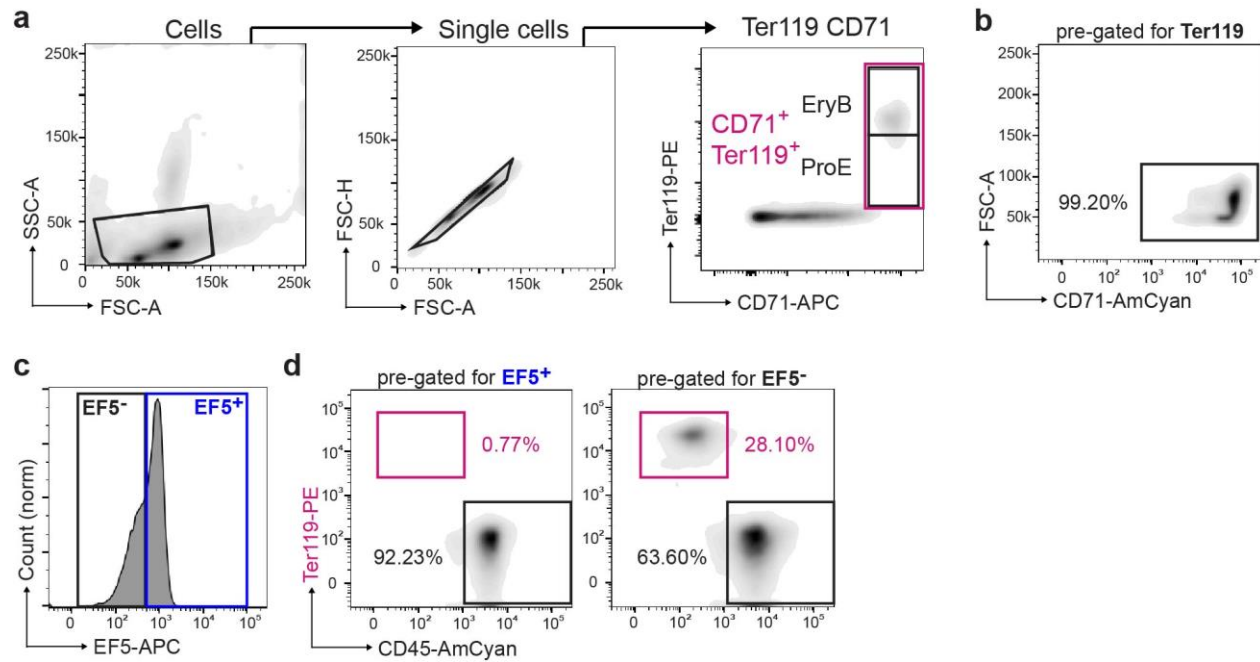 a
Cells
Single cells
Ter119 CD71
250k
150k
50k
0
SSC-A
0
50k
150k
250k
FSC-A
250k
150k
50k
0
FSC-H
0
50k
150k
250k
FSC-A
EryB
CD71+
Ter119+
ProE
Ter119-PE
CD71-APC
b
pre-gated for Ter119
250k
200k
150k
100k
50k
0
99.20%
FSC-A
0 10² 10³ 10⁴ 10⁵
CD71-AmCyan
c
EF5-
EF5+
Count (norm)
0 10² 10³ 10⁴ 10⁵
EF5-APC
d
pre-gated for EF5+
10⁵
10⁴
10³
10²
0
0.77%
92.23%
Ter119-PE
0 10² 10³ 10⁴ 10⁵
CD45-AmCyan
pre-gated for EF5-
10⁵
10⁴
10³
10²
0
28.10%
63.60%
0 10² 10³ 10⁴ 10⁵